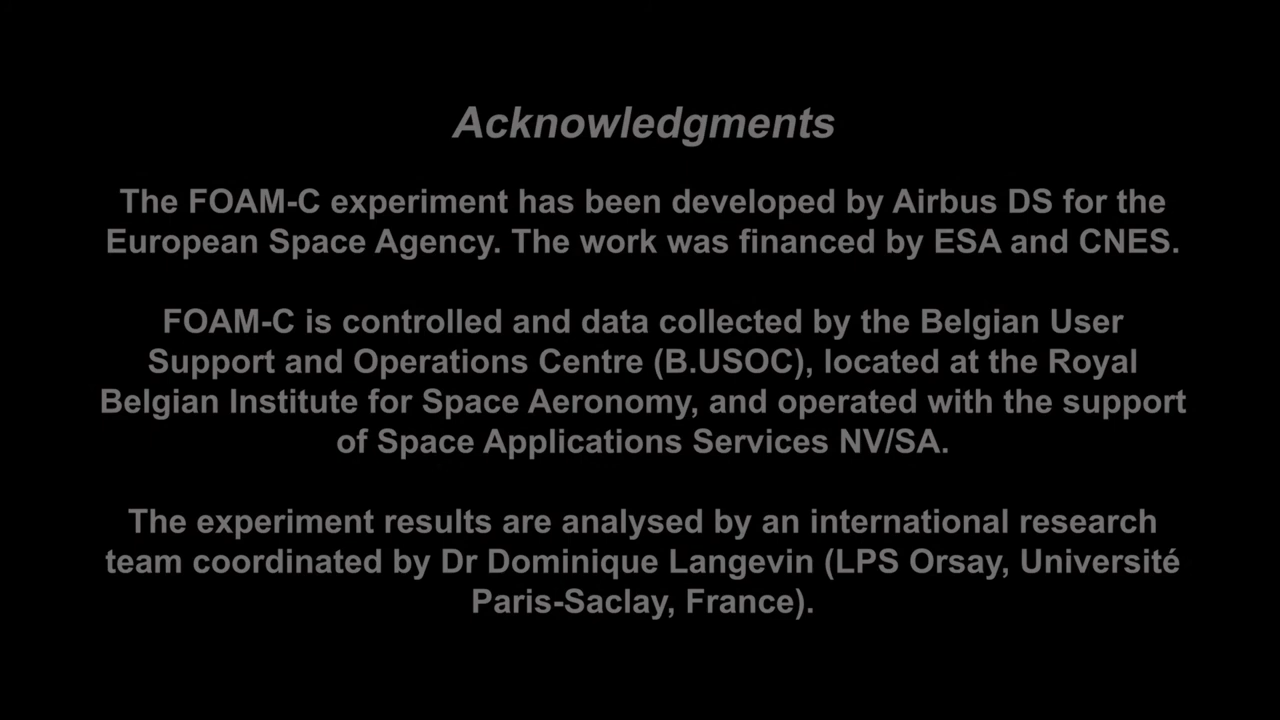 Acknowledgments
The FOAM-C experiment has been developed by Airbus DS for the
European Space Agency. The work was financed by ESA and CNES.
FOAM-C is controlled and data collected by the Belgian User
Support and Operations Centre (B.USOC), located at the Royal
Belgian Institute for Space Aeronomy, and operated with the support
of Space Applications Services NV/SA.
The experiment results are analysed by an international research
team coordinated by Dr Dominique Langevin (LPS Orsay, Université
Paris-Saclay, France).